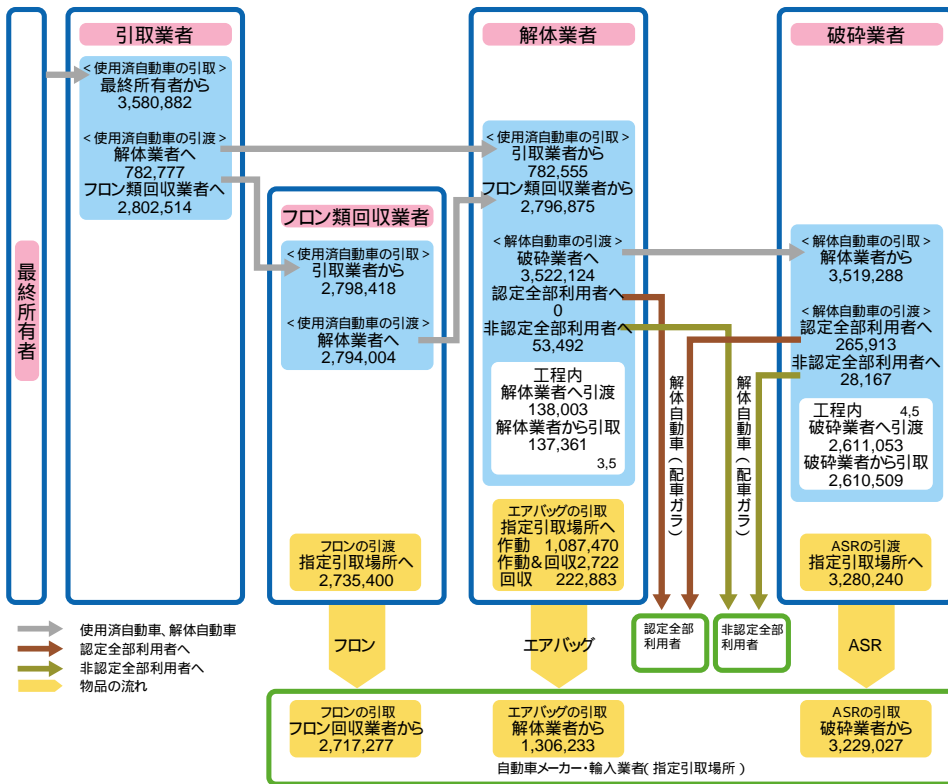 最終所有者
引取業者
<使用済自動車の引取>
最終所有者から
3,580,882
<使用済自動車の引渡>
解体業者へ
782,777
フロン類回収業者へ
2,802,514
フロン類回収業者
<使用済自動車の引取>
引取業者から
2,798,418
<使用済自動車の引渡>
解体業者へ
2,794,004
フロンの引渡
指定引取場所へ
2,735,400
解体業者
<使用済自動車の引取>
引取業者から
782,555
フロン類回収業者から
2,796,875
<解体自動車の引渡>
破砕業者へ
3,522,124
認定全部利用者へ
0
非認定全部利用者へ
53,492
工程内
解体業者へ引渡
138,003
解体業者から引取
137,361
3,5
エアバッグの引取
指定引取場所へ
作動 1,087,470
作動&回収2,722
回収 222,883
解体自動車(配車ガラ)
解体自動車(配車ガラ)
破砕業者
<解体自動車の引取>
解体業者から
3,519,288
<解体自動車の引渡>
認定全部利用者へ
265,913
非認定全部利用者へ
28,167
工程内 4,5
破砕業者へ引渡
2,611,053
破砕業者から引取
2,610,509
ASRの引渡
指定引取場所へ
3,280,240
使用済自動車、解体自動車
認定全部利用者へ
非認定全部利用者へ
物品の流れ
フロン
エアバッグ
認定全部
利用者
非認定全部
利用者
ASR
フロンの引取
フロン回収業者から
2,717,277
エアバッグの引取
解体業者から
1,306,233
ASRの引取
破砕業者から
3,229,027
自動車メーカー・輸入業者(指定引取場所)